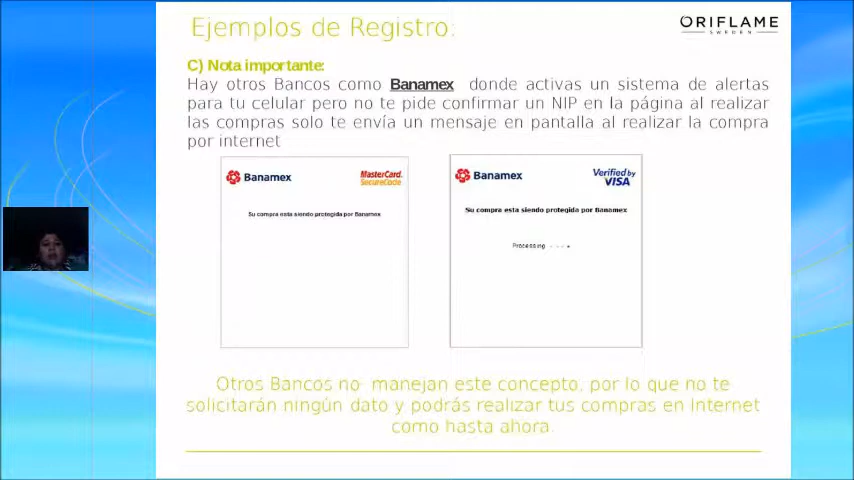 Ejemplos de Registro:
ORIFLAME
SWEDEN
C) Nota importante:
Hay otros Bancos como Banamex donde activas un sistema de alertas
para tu celular pero no te pide confirmar un NIP en la página al realizar
las compras solo te envía un mensaje en pantalla al realizar la compra
por internet
Banamex
MasterCard.
SecureCode.
Su compra esta siendo protegida por Banamex
Banamex
Verified by
VISA
Su compra esta siendo protegida por Banamex
Processing . . . .
Otros Bancos no manejan este concepto, por lo que no te
solicitarán ningún dato y podrás realizar tus compras en Internet
como hasta ahora.